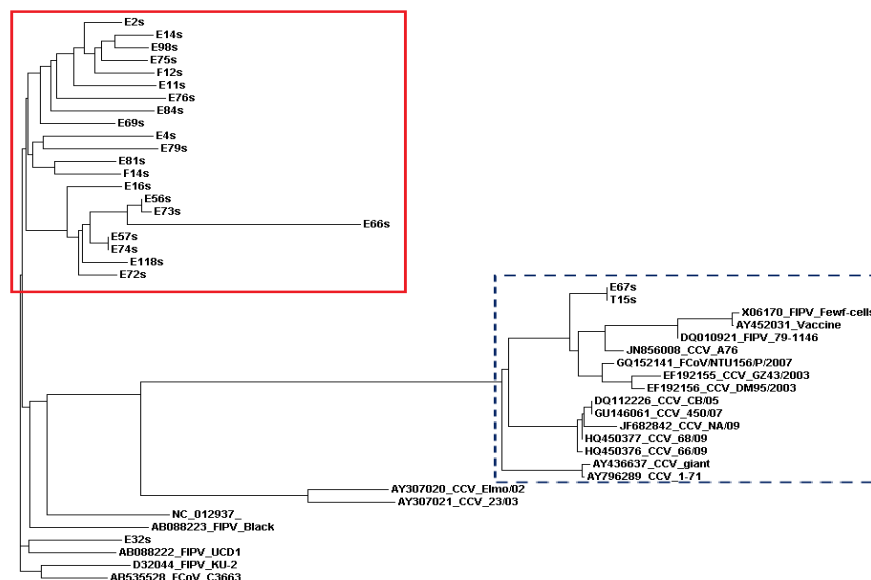 E2s
E14s
E98s
E75s
F12s
E11s
E76s
E84s
E69s
E4s
E79s
E81s
F14s
E16s
E56s
E73s
E66s
E57s
E74s
E118s
E72s
E67s
T15s
X06170_FIPV_Fewf-cells
AY452031_Vaccine
DQ010921_FIPV_79-1146
JN856008_CCV_A76
GQ152141_FCoV/NTU156/P/2007
EF192155_CCV_GZ43/2003
EF192156_CCV_DM95/2003
DQ112226_CCV_CB/05
GU146061_CCV_450/07
JF682842_CCV_NA/09
HQ450377_CCV_68/09
HQ450376_CCV_66/09
AY436637_CCV_giant
AY796289_CCV_1-71
AY307020_CCV_Elmo/02
AY307021_CCV_23/03
NC_012937_
AB088223_FIPV_Black
E32s
AB088222_FIPV_UCD1
D32044_FIPV_KU-2
AB535528_FCoV_C3663